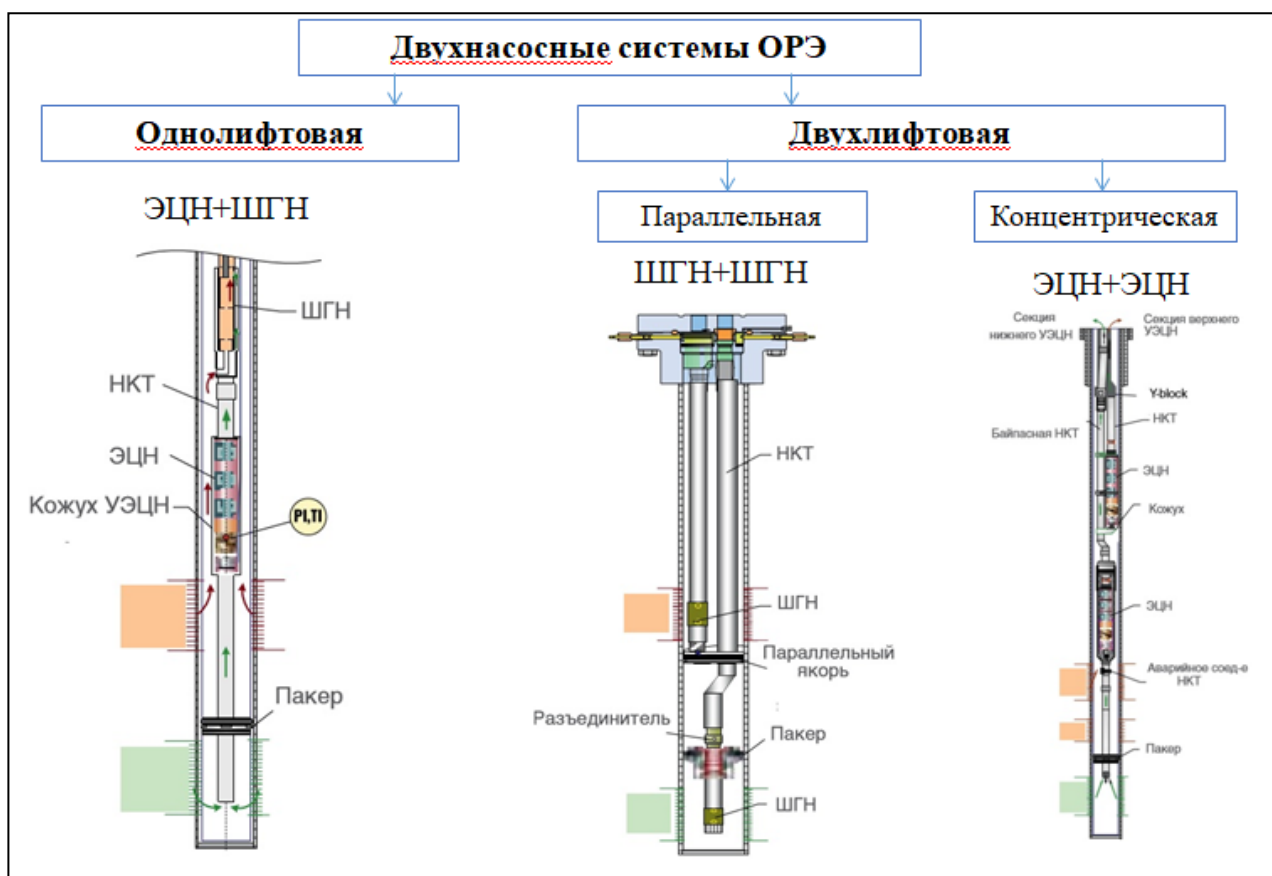 Двухнасосные системы ОРЭ
Однолифтовая
Двухлифтовая
ЭЦН+ШГН
Параллельная
Концентрическая
ШГН+ШГН
ЭЦН+ЭЦН
ШГН
НКТ
ЭЦН
Кожух УЭЦН
PI,TI
Пакер
НКТ
ШГН
Параллельный
якорь
Разъединитель
Пакер
ШГН
Секция
нижнего УЭЦН
Секция верхнего
УЭЦН
Y-block
НКТ
Байпасная НКТ
ЭЦН
Кожух
ЭЦН
Аварийное соед-е
НКТ
Пакер